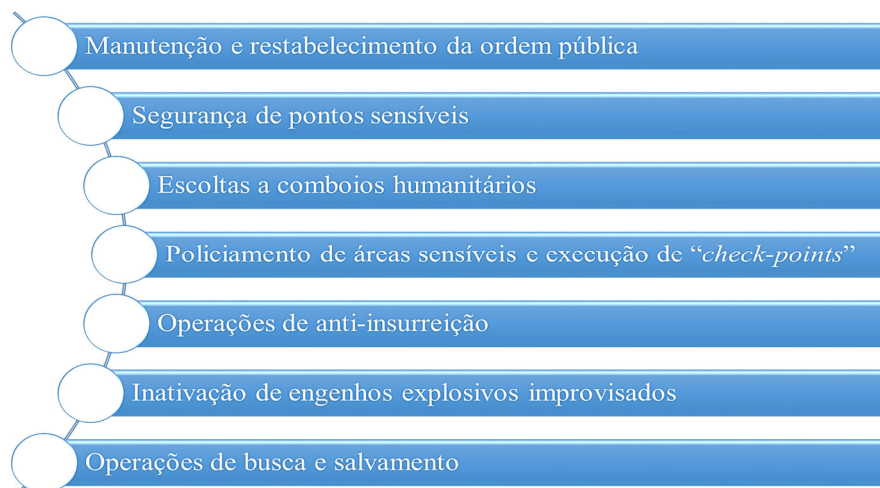 Manutenção e restabelecimento da ordem pública
Segurança de pontos sensíveis
Escoltas a comboios humanitários
Policiamento de áreas sensíveis e execução de “check-points”
Operações de anti-insurreição
Inativação de engenhos explosivos improvisados
Operações de busca e salvamento